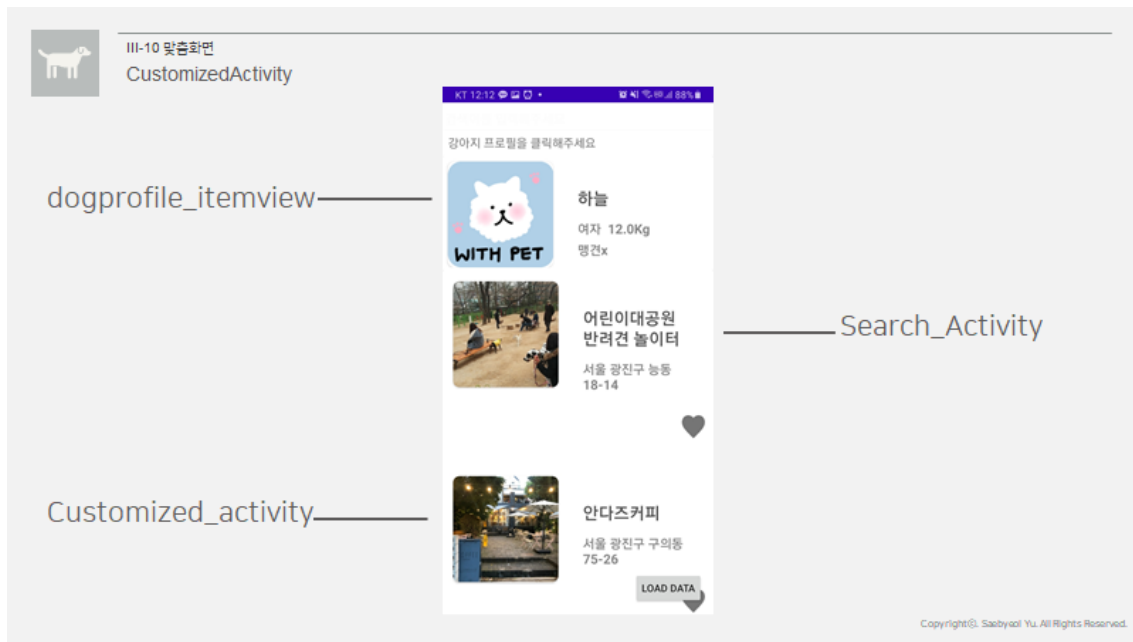 III-10 맞춤화면
CustomizedActivity
KT 12:12
88%
강아지 프로필을 클릭해주세요
dogprofile_itemview
WITH PET
하늘
여자 12.0Kg
맹견x
어린이대공원
반려견 놀이터
서울 광진구 능동
18-14
Search_Activity
Customized_activity
안다즈커피
서울 광진구 구의동
75-26
LOAD DATA
Copyrightⓒ. Saebyeol Yu. All Rights Reserved.